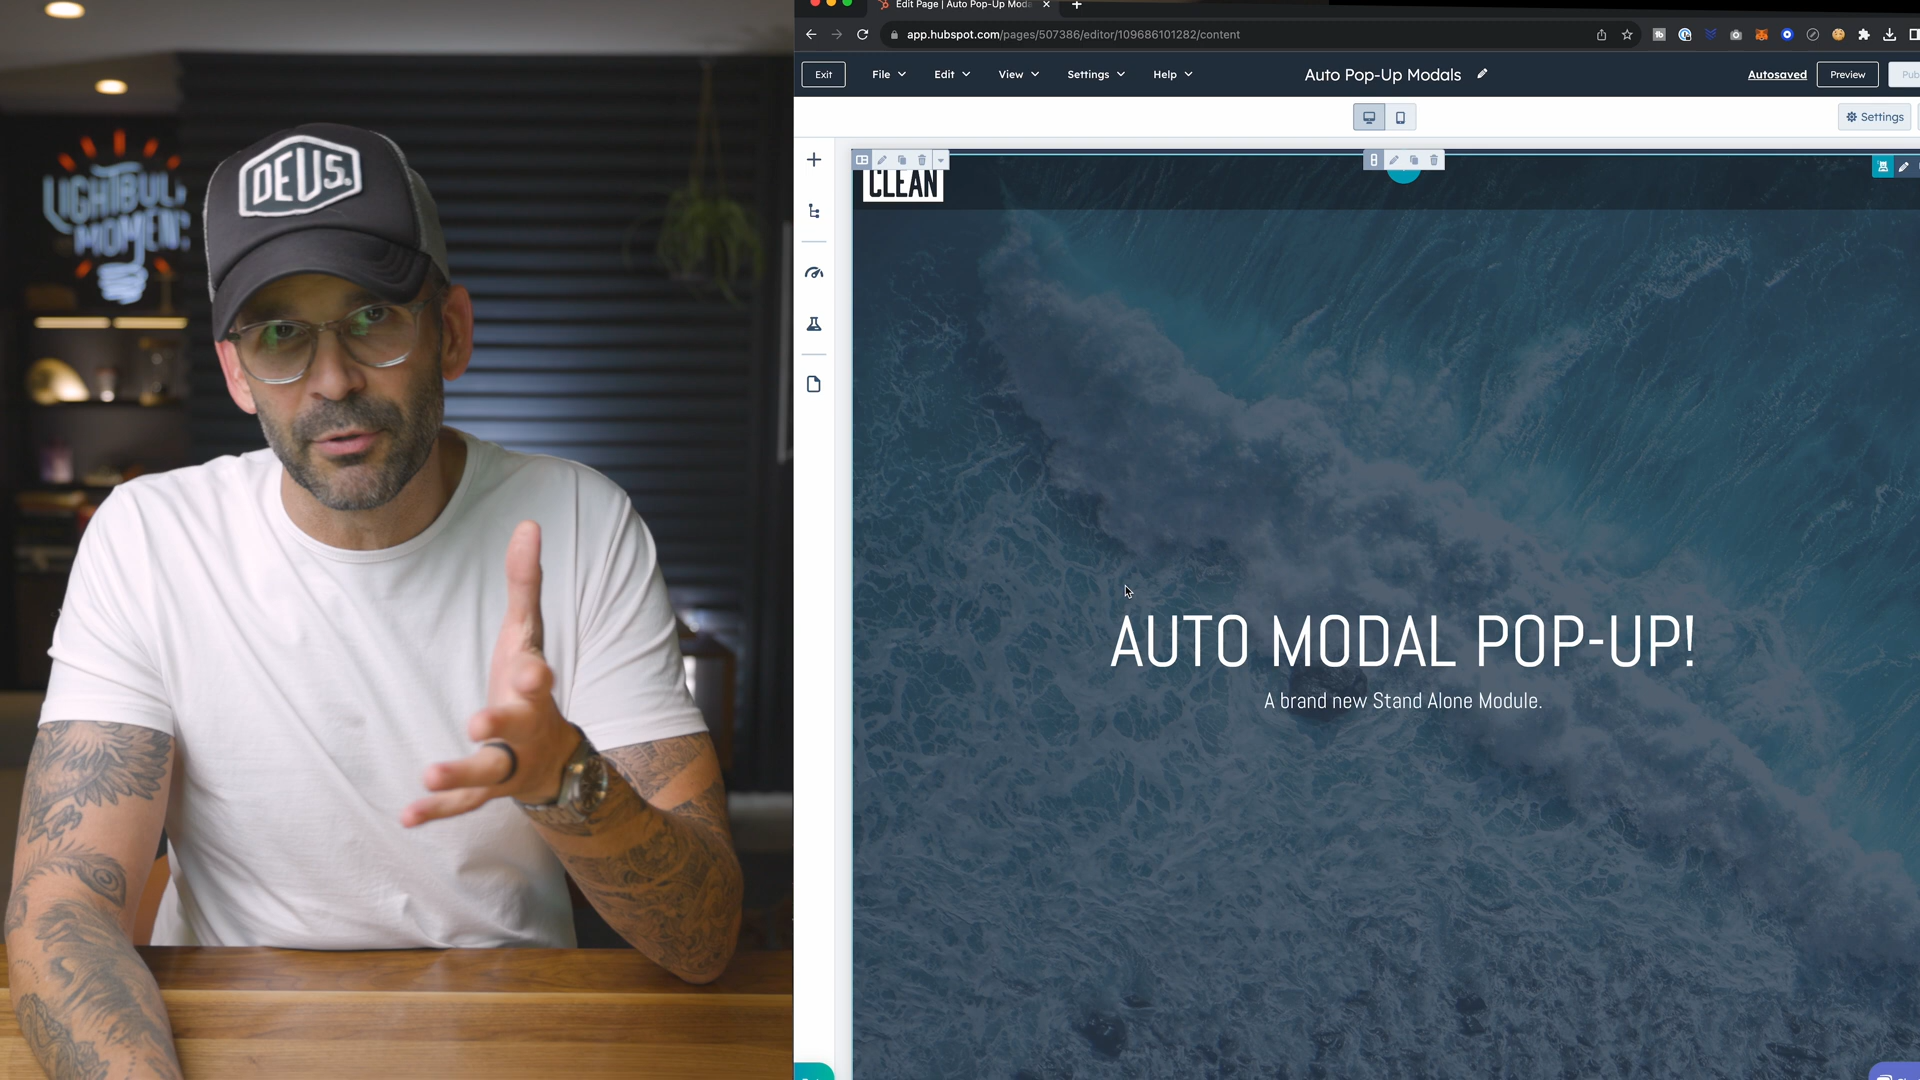 DEUS.
LIGHTBULB
MOMENT
Edit Page | Auto Pop-Up Moda
app.hubspot.com/pages/507386/editor/109686101282/content
Exit
File
Edit
View
Settings
Help
Auto Pop-Up Modals
Autosaved
Preview
Pub
Settings
CLEAN
AUTO MODAL POP-UP!
A brand new Stand Alone Module.